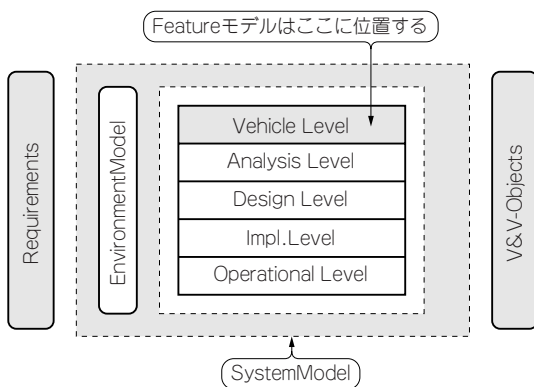 Featureモデルはここに位置する
Requirements
EnvironmentModel
Vehicle Level
Analysis Level
Design Level
Impl.Level
Operational Level
V&V-Objects
SystemModel